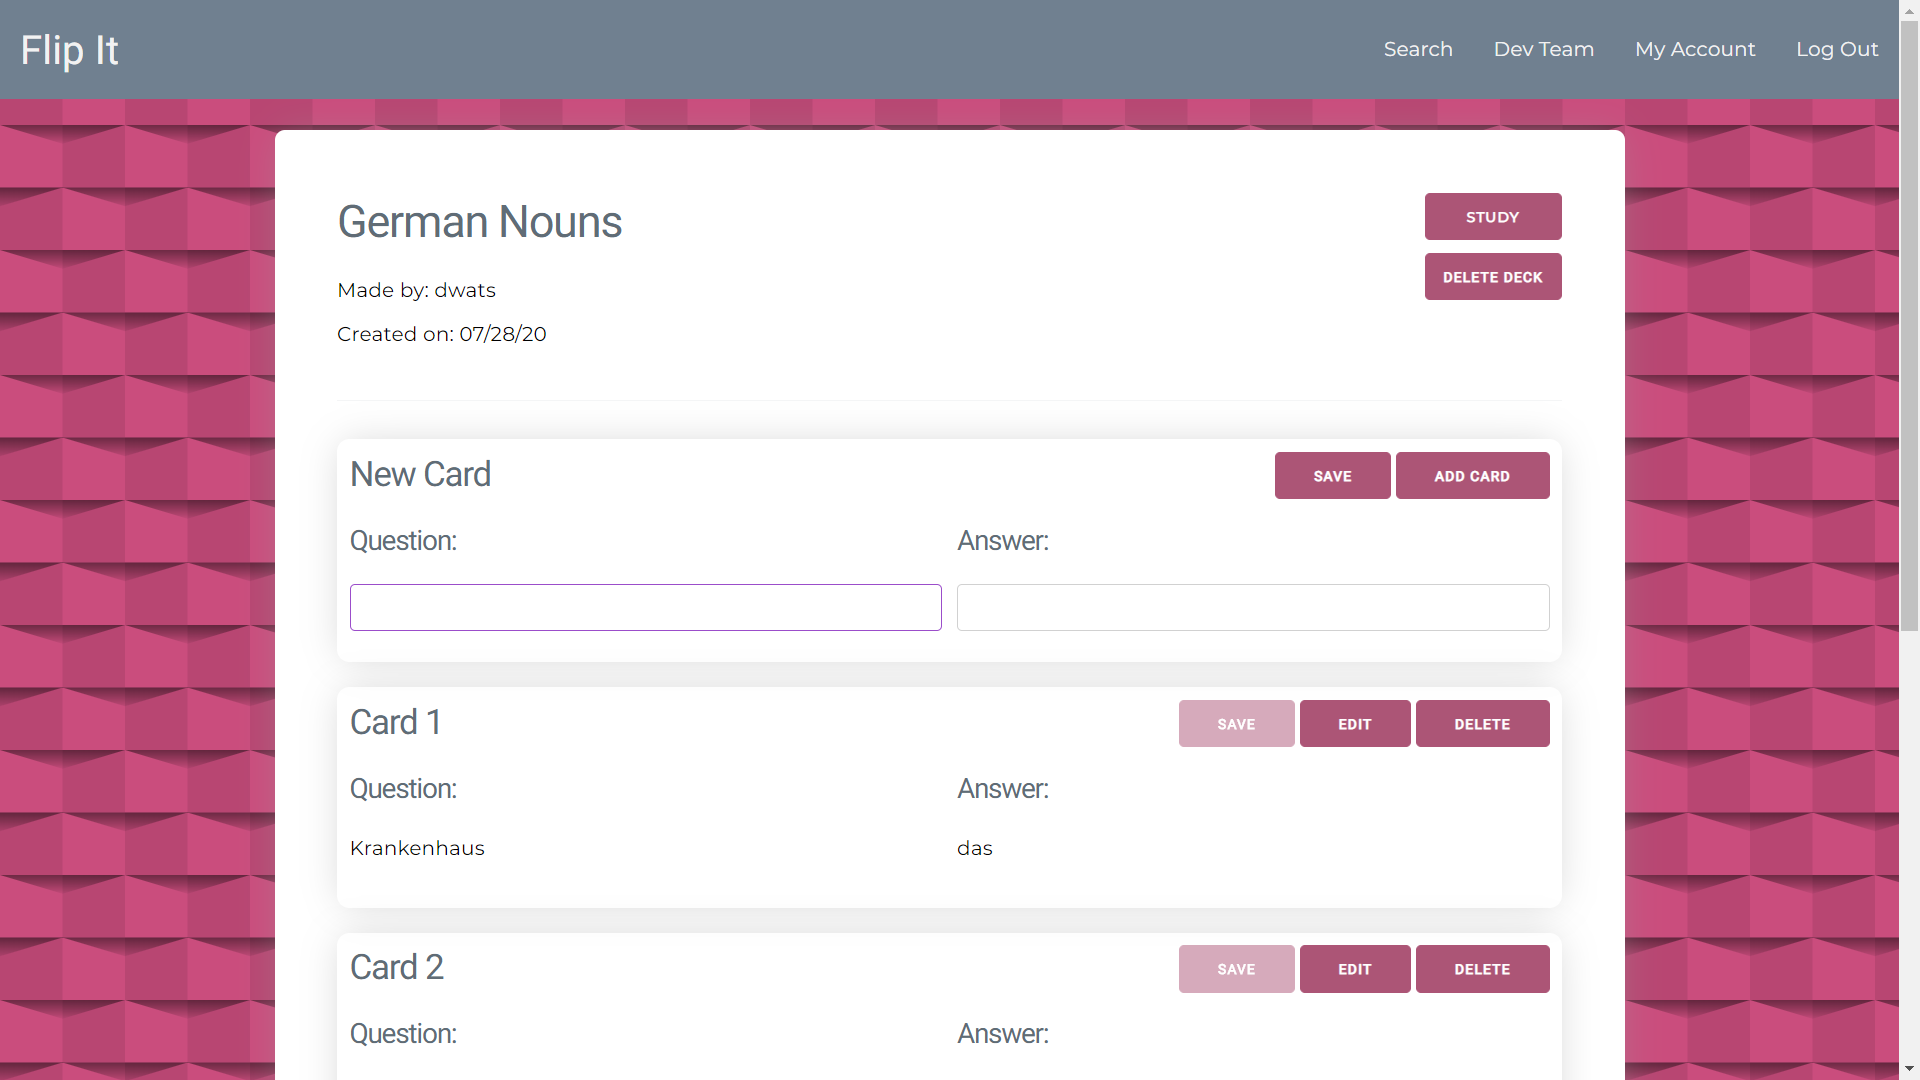 Flip It
Search Dev Team My Account Log Out
German Nouns
STUDY
DELETE DECK
Made by: dwats
Created on: 07/28/20
New Card
SAVE ADD CARD
Question: Answer:
Card 1
SAVE EDIT DELETE
Question: Answer:
Krankenhaus das
Card 2
SAVE EDIT DELETE
Question: Answer: